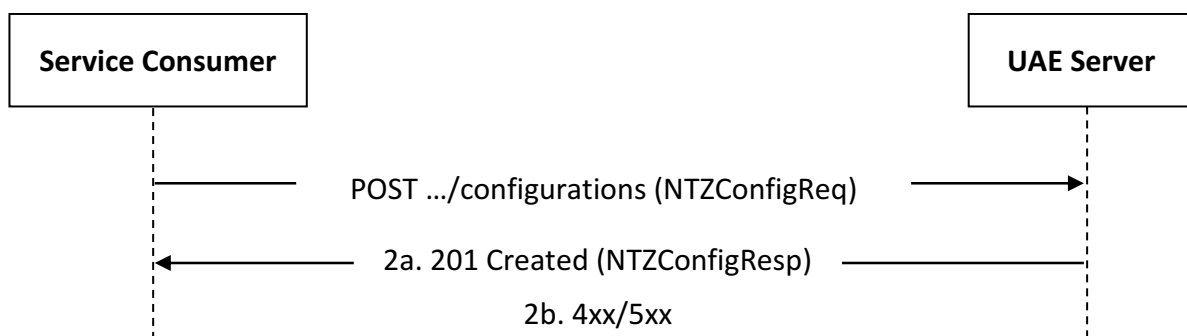 Service Consumer
UAE Server
POST …/configurations (NTZConfigReq)
2a. 201 Created (NTZConfigResp)
2b. 4xx/5xx